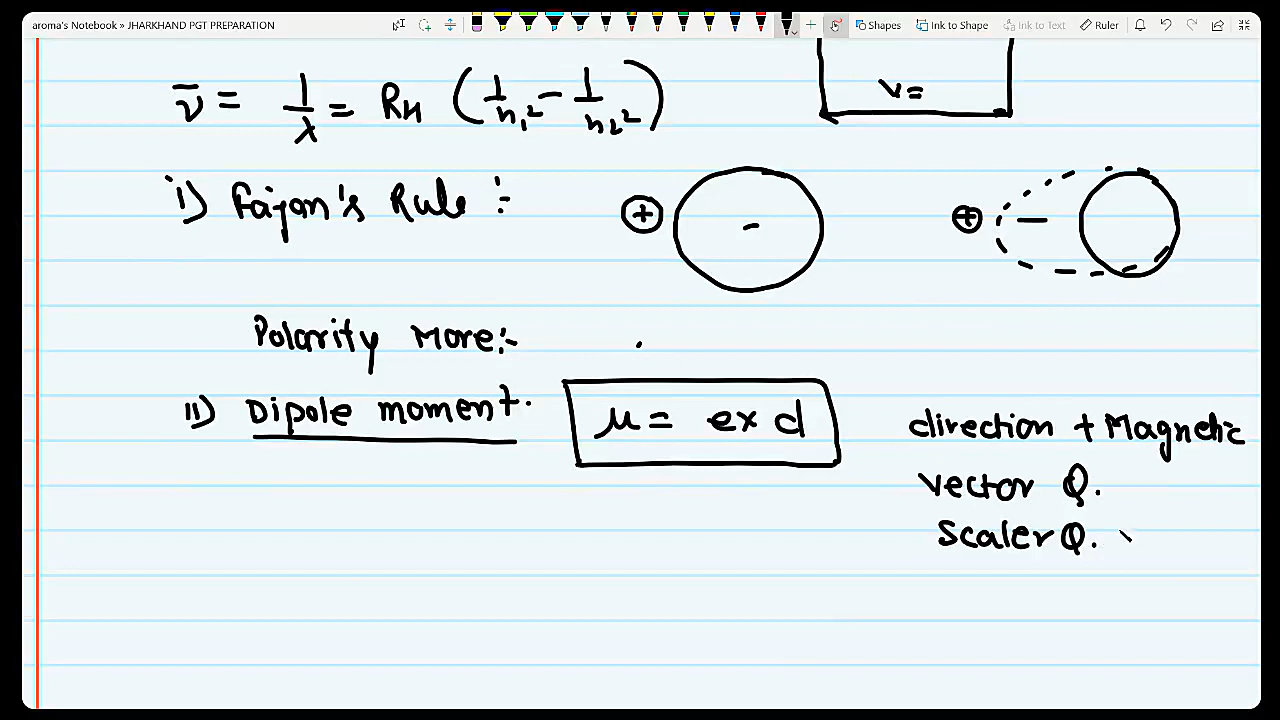 aroma's Notebook » JHARKHAND PGT PREPARATION
Shapes
Ink to Shape
Ink to Text
Ruler
ν̄ = 1/λ = RH (1/n₁² − 1/n₂²)
v =
i) Fajan's Rule :-
+
-
+
-
Polarity More:-
ii) Dipole moment.
μ = e x d
direction + Magnetic
vector Q.
Scaler Q.